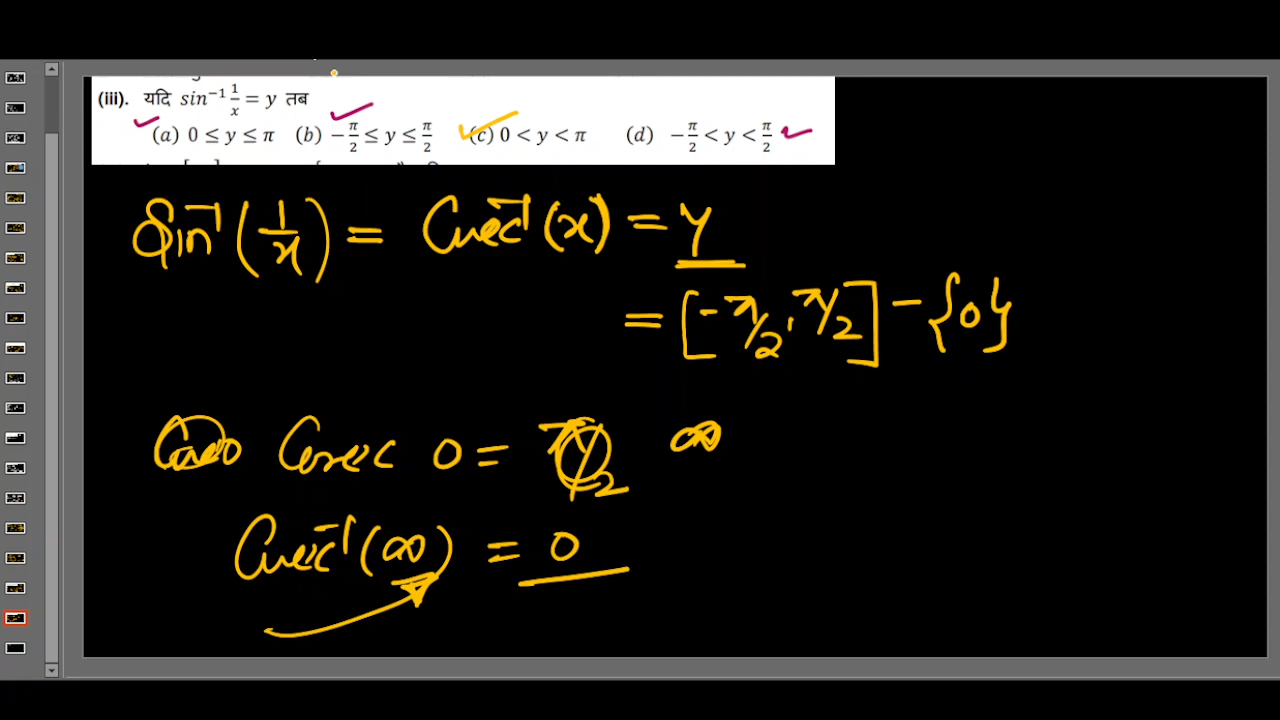 (iii). यदि sin⁻¹ 1/x = y तब
(a) 0 ≤ y ≤ π (b) −π/2 ≤ y ≤ π/2 (c) 0 < y < π (d) −π/2 < y < π/2
Sin⁻¹(1/x) = Cosec⁻¹(x) = y
= [-π/2, π/2] - {0}
Cosec 0 = π/2 ∞
Cosec⁻¹(∞) = 0